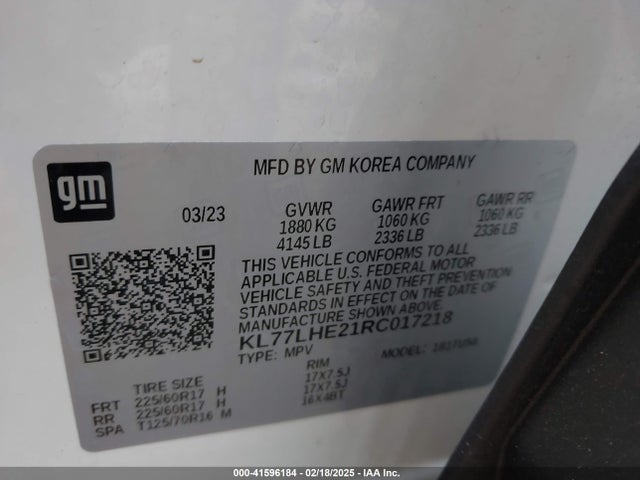 gm
MFD BY GM KOREA COMPANY
03/23
GVWR GAWR FRT GAWR RR
1880 KG 1060 KG 1060 KG
4145 LB 2336 LB 2336 LB
THIS VEHICLE CONFORMS TO ALL
APPLICABLE U.S. FEDERAL MOTOR
VEHICLE SAFETY AND THEFT PREVENTION
STANDARDS IN EFFECT ON THE DATE OF
MANUFACTURE SHOWN ABOVE.
KL77LHE21RC017218
TYPE: MPV MODEL:
TIRE SIZE RIM
FRT 225/60R17 H 17X7.5J
RR 225/60R17 H 17X7.5J
SPA T125/70R16 M 16X4BT
000-41596184 - 02/18/2025 - IAA Inc.